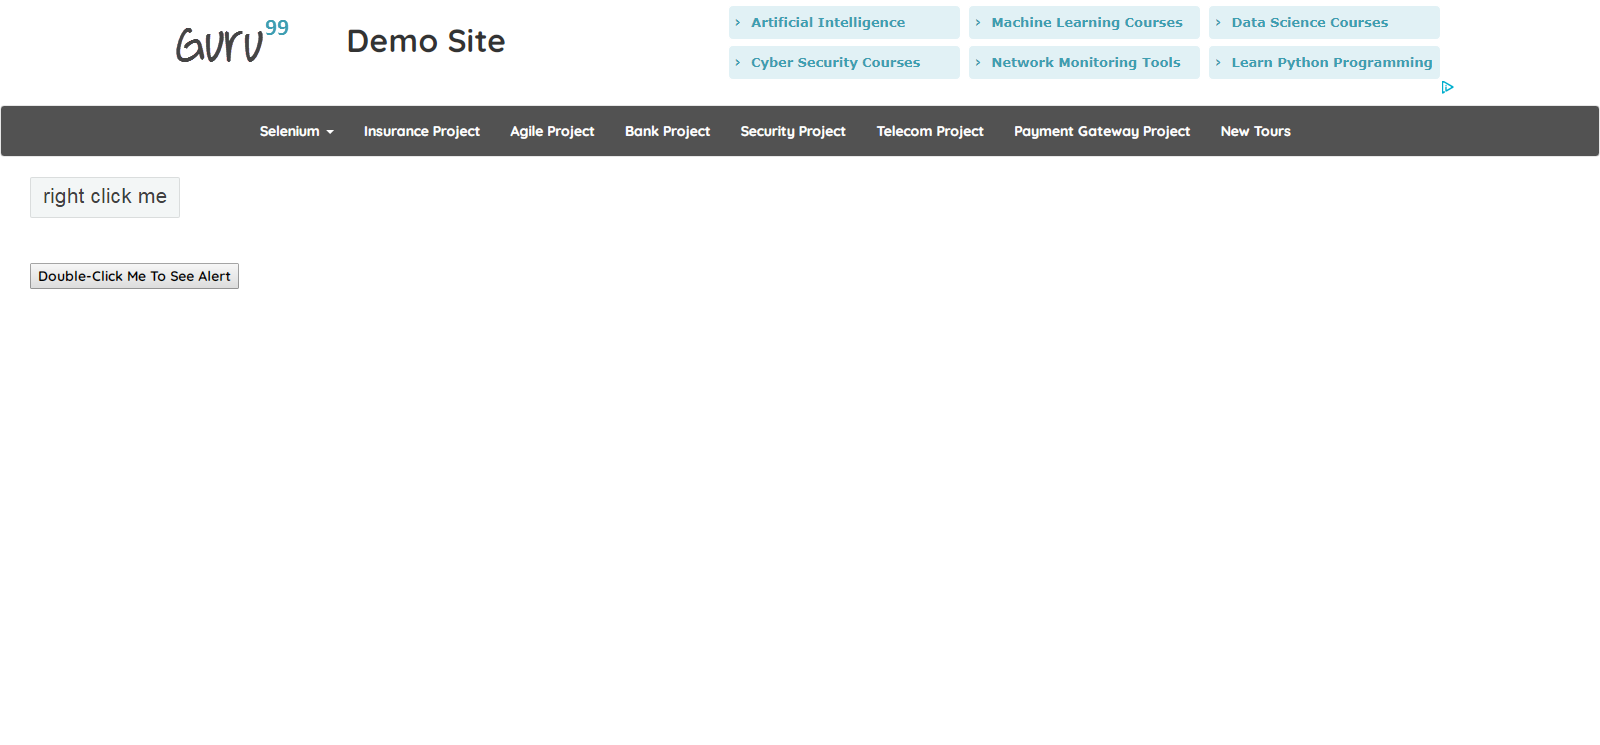 Guru99
Demo Site
› Artificial Intelligence
› Machine Learning Courses
› Data Science Courses
› Cyber Security Courses
› Network Monitoring Tools
› Learn Python Programming
Selenium Insurance Project Agile Project Bank Project Security Project Telecom Project Payment Gateway Project New Tours
right click me
Double-Click Me To See Alert